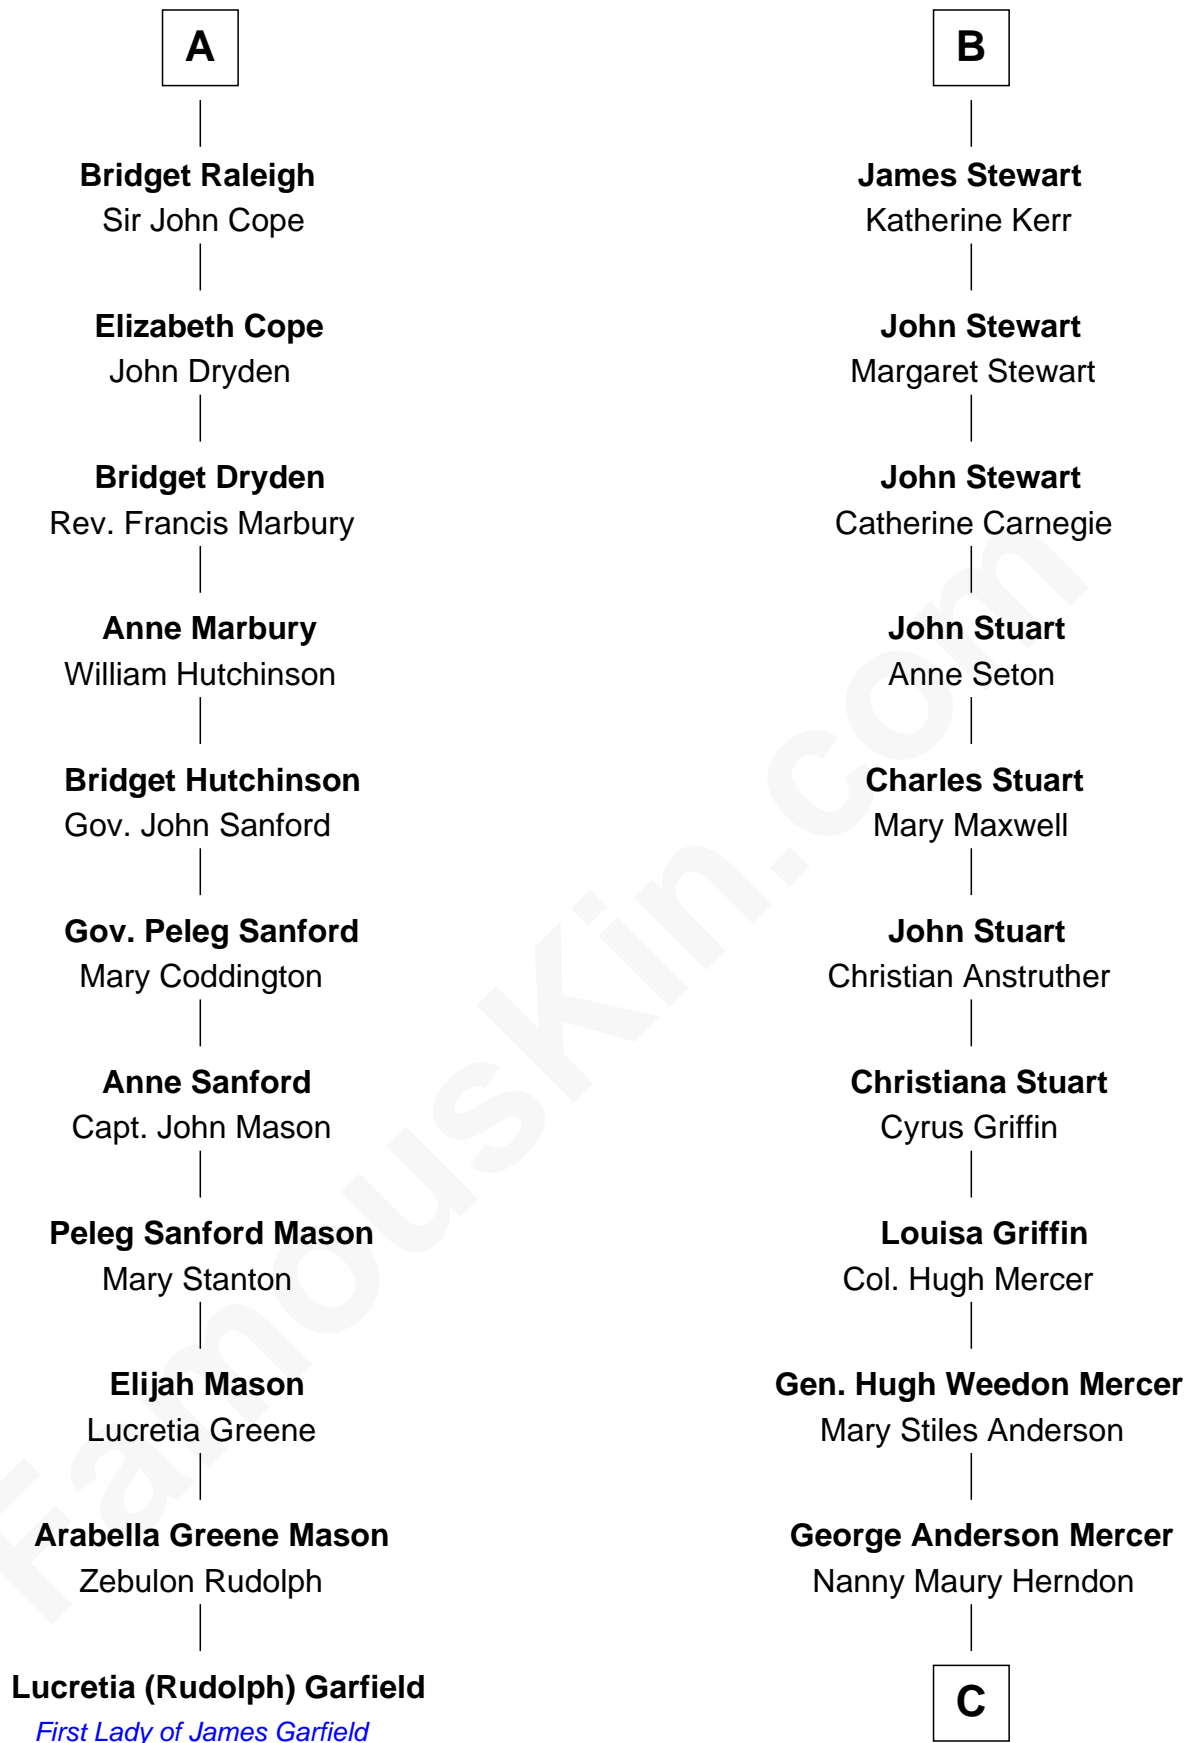 A
Bridget Raleigh
Sir John Cope
Elizabeth Cope
John Dryden
Bridget Dryden
Rev. Francis Marbury
Anne Marbury
William Hutchinson
Bridget Hutchinson
Gov. John Sanford
Gov. Peleg Sanford
Mary Coddington
Anne Sanford
Capt. John Mason
Peleg Sanford Mason
Mary Stanton
Elijah Mason
Lucretia Greene
Arabella Greene Mason
Zebulon Rudolph
Lucretia (Rudolph) Garfield
First Lady of James Garfield
B
James Stewart
Katherine Kerr
John Stewart
Margaret Stewart
John Stewart
Catherine Carnegie
John Stuart
Anne Seton
Charles Stuart
Mary Maxwell
John Stuart
Christian Anstruther
Christiana Stuart
Cyrus Griffin
Louisa Griffin
Col. Hugh Mercer
Gen. Hugh Weedon Mercer
Mary Stiles Anderson
George Anderson Mercer
Nanny Maury Herndon
C
FamousKin.com